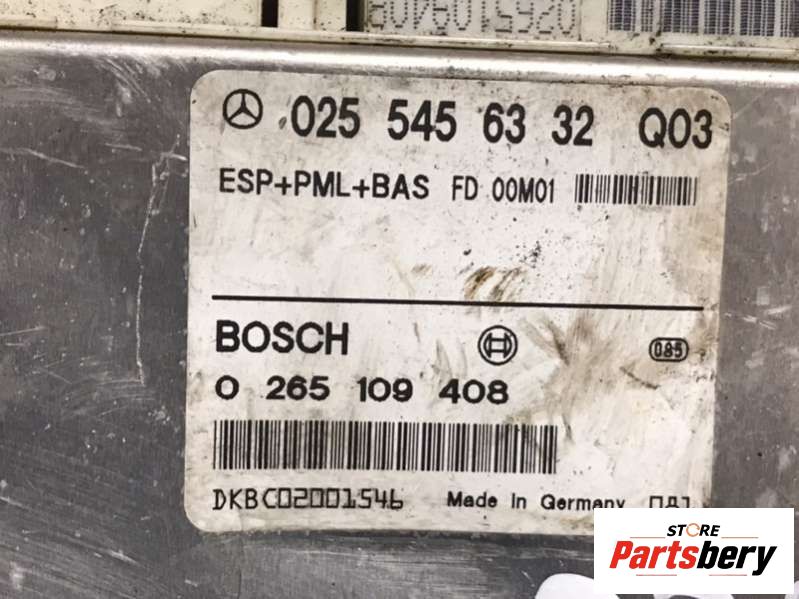 025 545 63 32 Q03
ESP+PML+BAS FD 00M01
BOSCH
085
0 265 109 408
DKBC02001546 Made in Germany
STORE
Partsbery